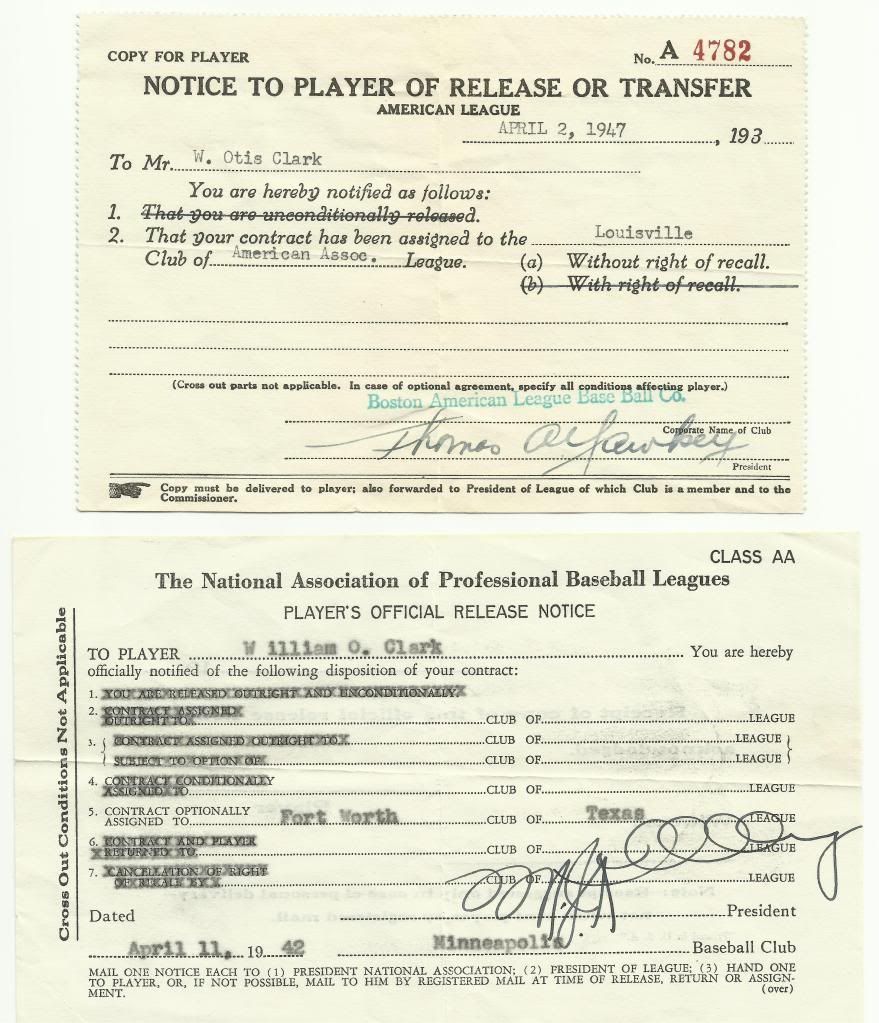 COPY FOR PLAYER
No. A 4782
NOTICE TO PLAYER OF RELEASE OR TRANSFER
AMERICAN LEAGUE
APRIL 2, 1947, 193
To Mr. W. Otis Clark
You are hereby notified as follows:
1. That you are unconditionally released.
2. That your contract has been assigned to the Louisville
Club of American Assoc. League. (a) Without right of recall.
(b) With right of recall.
(Cross out parts not applicable. In case of optional agreement, specify all conditions affecting player.)
Boston American League Base Ball Co.
Corporate Name of Club
Thomas A Yawkey
President
Copy must be delivered to player; also forwarded to President of League of which Club is a member and to the
Commissioner.
CLASS AA
The National Association of Professional Baseball Leagues
PLAYER'S OFFICIAL RELEASE NOTICE
Cross Out Conditions Not Applicable
TO PLAYER W illiam O. Clark You are hereby
officially notified of the following disposition of your contract:
1. YOU ARE RELEASED OUTRIGHT AND UNCONDITIONALLY
2. CONTRACT ASSIGNED
OUTRIGHT TO CLUB OF LEAGUE
3. CONTRACT ASSIGNED OUTRIGHT TO CLUB OF LEAGUE
SUBJECT TO OPTION OF CLUB OF LEAGUE
4. CONTRACT CONDITIONALLY
ASSIGNED TO CLUB OF LEAGUE
5. CONTRACT OPTIONALLY
ASSIGNED TO Fort Worth CLUB OF Texas LEAGUE
6. CONTRACT AND PLAYER
RETURNED TO CLUB OF LEAGUE
7. CANCELLATION OF RIGHT
OF RECALL BY CLUB OF LEAGUE
Dated President
April 11, 19 42 Minneapolis Baseball Club
MAIL ONE NOTICE EACH TO (1) PRESIDENT NATIONAL ASSOCIATION; (2) PRESIDENT OF LEAGUE; (3) HAND ONE
TO PLAYER, OR, IF NOT POSSIBLE, MAIL TO HIM BY REGISTERED MAIL AT TIME OF RELEASE, RETURN OR ASSIGN-
MENT. (over)